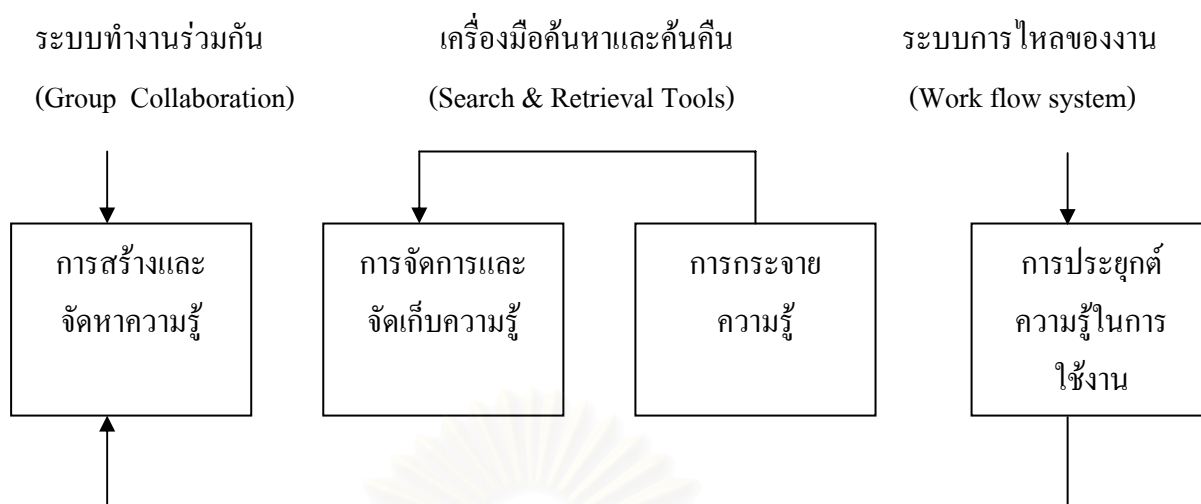 ระบบทำงานร่วมกัน
(Group Collaboration)
เครื่องมือค้นหาและค้นคืน
(Search & Retrieval Tools)
ระบบการไหลของงาน
(Work flow system)
การสร้างและ
จัดหาความรู้
การจัดการและ
จัดเก็บความรู้
การกระจาย
ความรู้
การประยุกต์
ความรู้ในการ
ใช้งาน